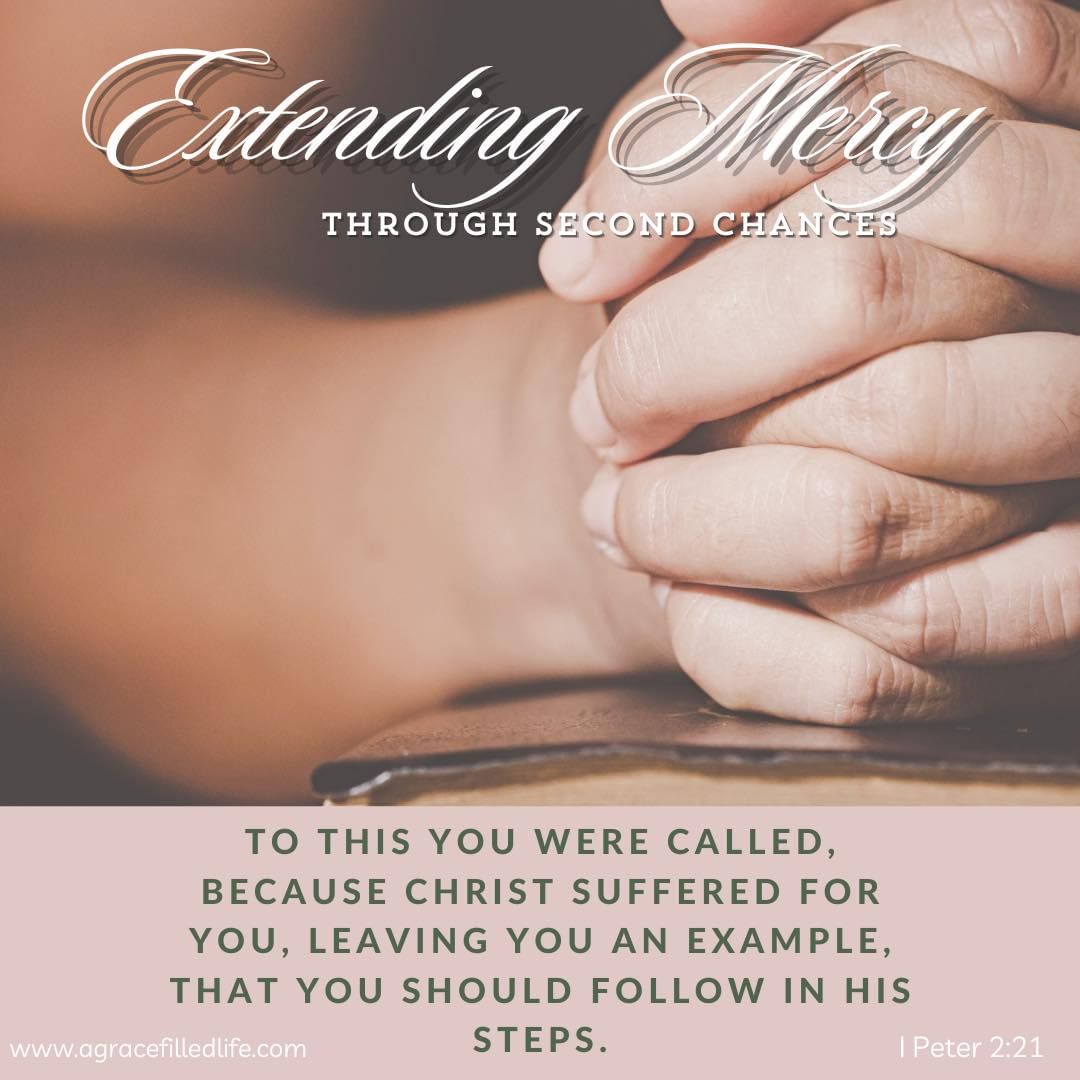 Extending Mercy
THROUGH SECOND CHANCES
TO THIS YOU WERE CALLED,
BECAUSE CHRIST SUFFERED FOR
YOU, LEAVING YOU AN EXAMPLE,
THAT YOU SHOULD FOLLOW IN HIS
STEPS.
www.agracefilledlife.com
I Peter 2:21